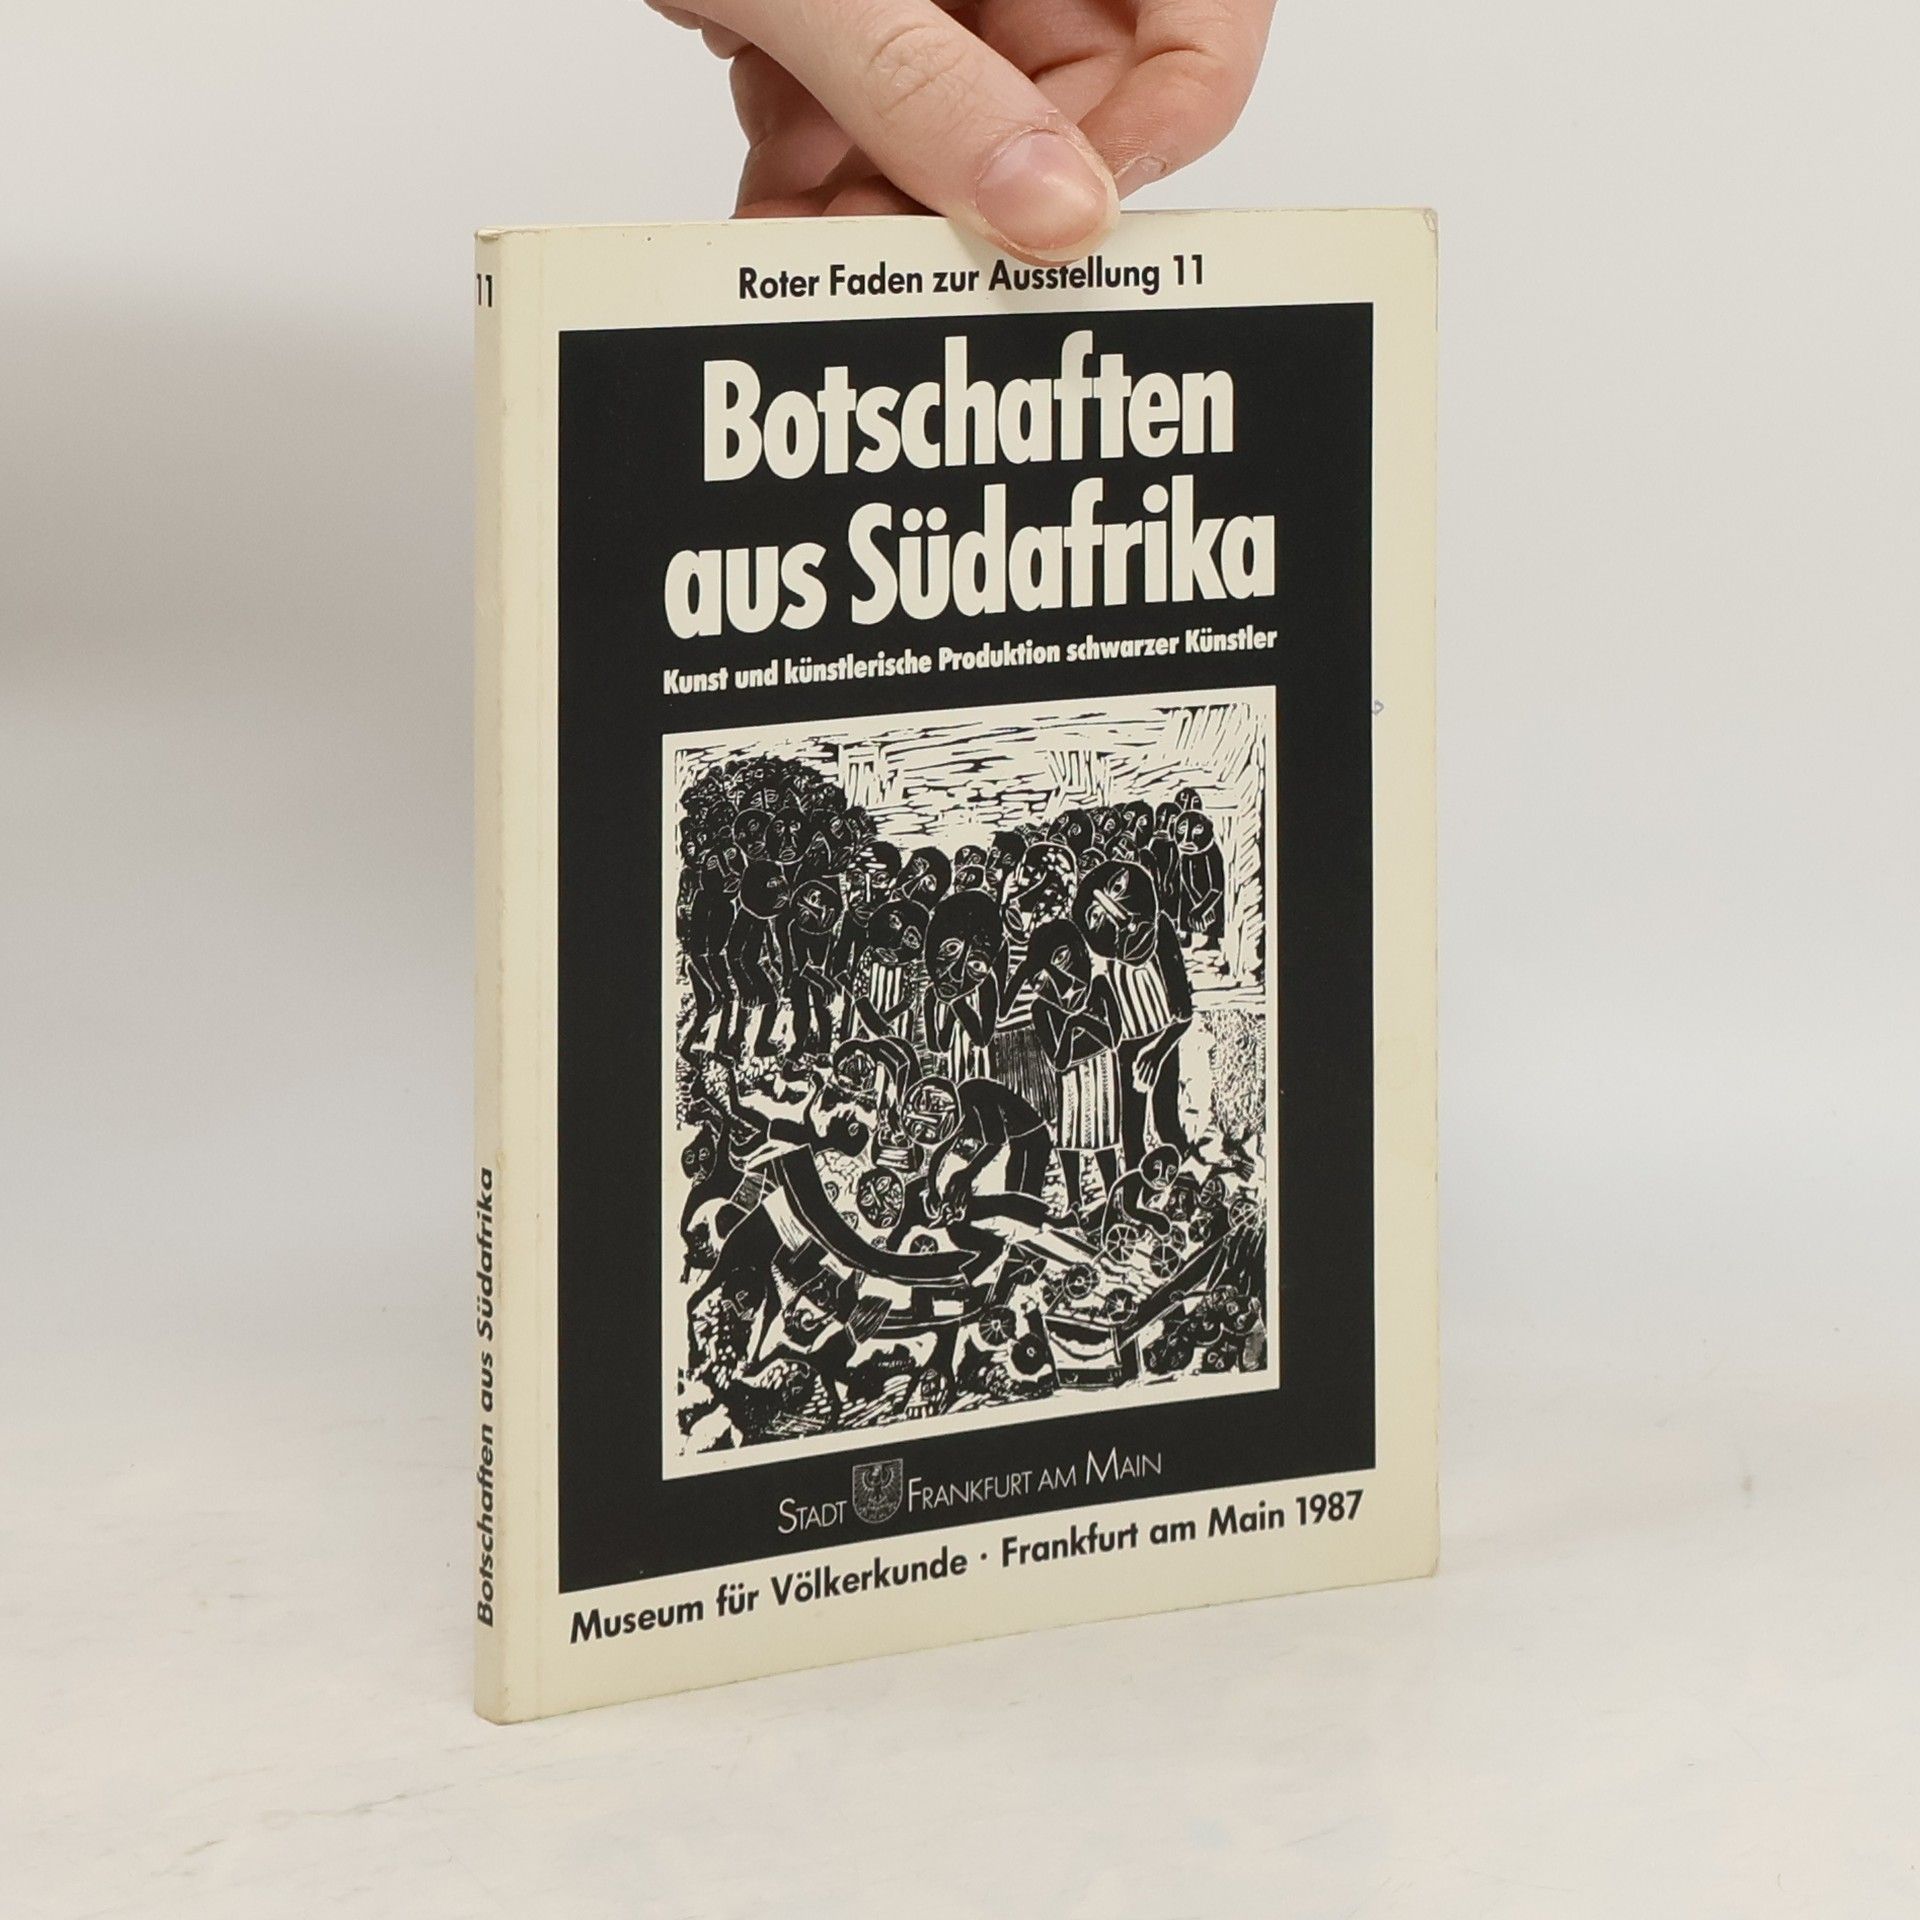 Roter Faden zur Ausstellung 11
Botschaften
aus Südafrika
Kunst und künstlerische Produktion schwarzer Künstler
STADT FRANKFURT AM MAIN
Museum für Völkerkunde · Frankfurt am Main 1987
11
Botschaften aus Südafrika